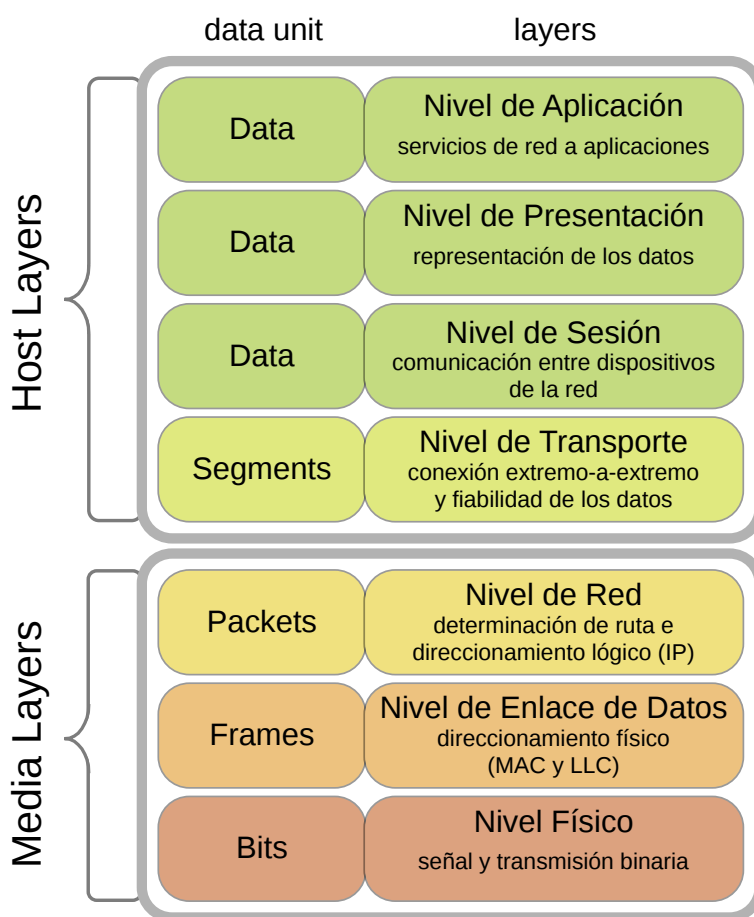 data unit layers
Host Layers
Data
Nivel de Aplicación
servicios de red a aplicaciones
Data
Nivel de Presentación
representación de los datos
Data
Nivel de Sesión
comunicación entre dispositivos
de la red
Segments
Nivel de Transporte
conexión extremo-a-extremo
y fiabilidad de los datos
Media Layers
Packets
Nivel de Red
determinación de ruta e
direccionamiento lógico (IP)
Frames
Nivel de Enlace de Datos
direccionamiento físico
(MAC y LLC)
Bits
Nivel Físico
señal y transmisión binaria